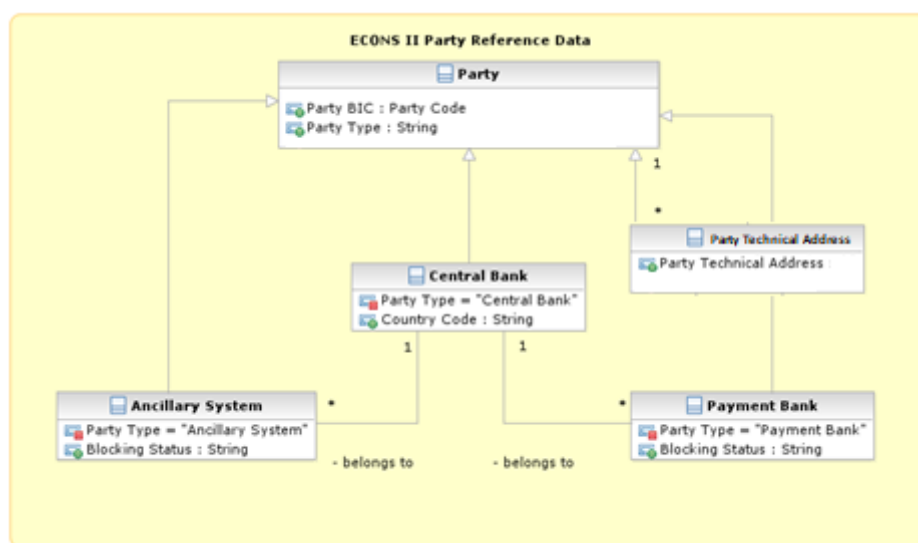 ECONS II Party Reference Data
Party
Party BIC : Party Code
Party Type : String
1
*
Party Technical Address
Party Technical Address :
Central Bank
Party Type = "Central Bank"
Country Code : String
1
1
Ancillary System
Party Type = "Ancillary System"
Blocking Status : String
*
*
Payment Bank
Party Type = "Payment Bank"
Blocking Status : String
- belongs to
- belongs to